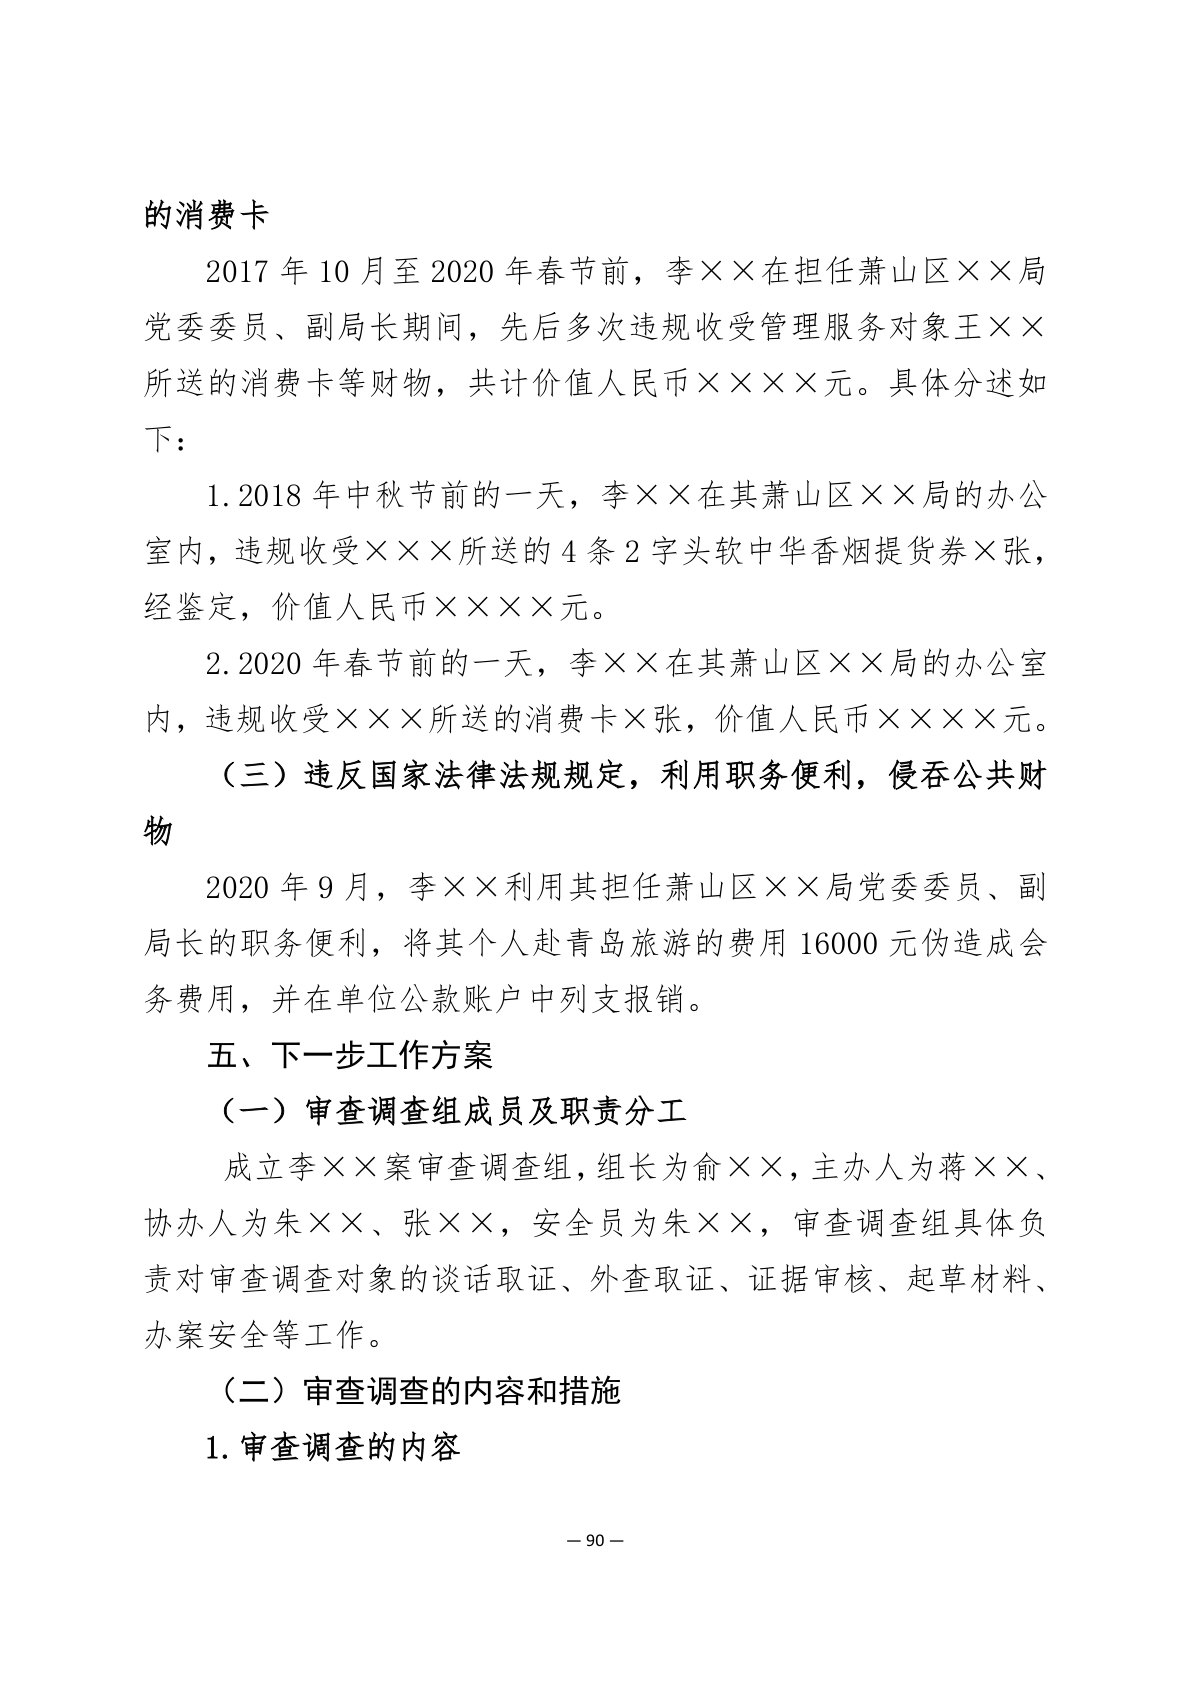 的消费卡
2017 年 10 月至 2020 年春节前，李××在担任萧山区××局
党委委员、副局长期间，先后多次违规收受管理服务对象王××
所送的消费卡等财物，共计价值人民币××××元。具体分述如
下：
1.2018 年中秋节前的一天，李××在其萧山区××局的办公
室内，违规收受×××所送的 4 条 2 字头软中华香烟提货券×张，
经鉴定，价值人民币××××元。
2.2020 年春节前的一天，李××在其萧山区××局的办公室
内，违规收受×××所送的消费卡×张，价值人民币××××元。
（三）违反国家法律法规规定，利用职务便利，侵吞公共财
物
2020 年 9 月，李××利用其担任萧山区××局党委委员、副
局长的职务便利，将其个人赴青岛旅游的费用 16000 元伪造成会
务费用，并在单位公款账户中列支报销。
五、下一步工作方案
（一）审查调查组成员及职责分工
成立李××案审查调查组，组长为俞××，主办人为蒋××、
协办人为朱××、张××，安全员为朱××，审查调查组具体负
责对审查调查对象的谈话取证、外查取证、证据审核、起草材料、
办案安全等工作。
（二）审查调查的内容和措施
1.审查调查的内容
— 90 —